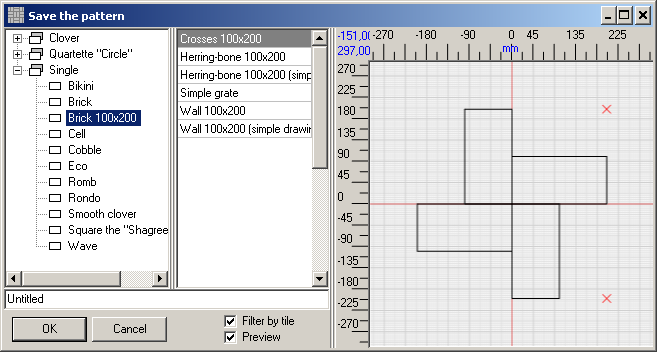 Save the pattern
Clover
Quartette "Circle"
Single
Bikini
Brick
Brick 100x200
Cell
Cobble
Eco
Romb
Rondo
Smooth clover
Square the "Shagree
Wave
Crosses 100x200
Herring-bone 100x200
Herring-bone 100x200 (simp
Simple grate
Wall 100x200
Wall 100x200 (simple drawin
Untitled
OK
Cancel
Filter by tile
Preview
-151,00
297,00
-270 -180 -90 0 45 135 225
mm
270
225
180
135
90
45
0
-45
-90
-135
-225
-270